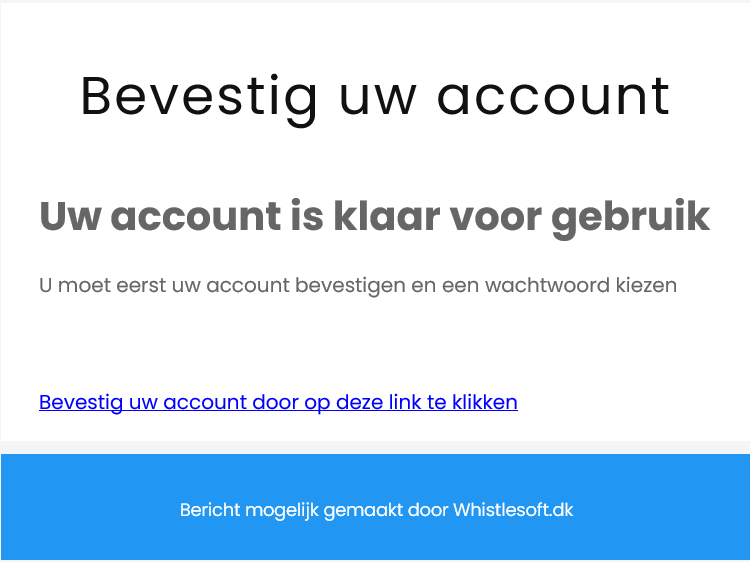 Bevestig uw account
Uw account is klaar voor gebruik
U moet eerst uw account bevestigen en een wachtwoord kiezen
Bevestig uw account door op deze link te klikken
Bericht mogelijk gemaakt door Whistlesoft.dk